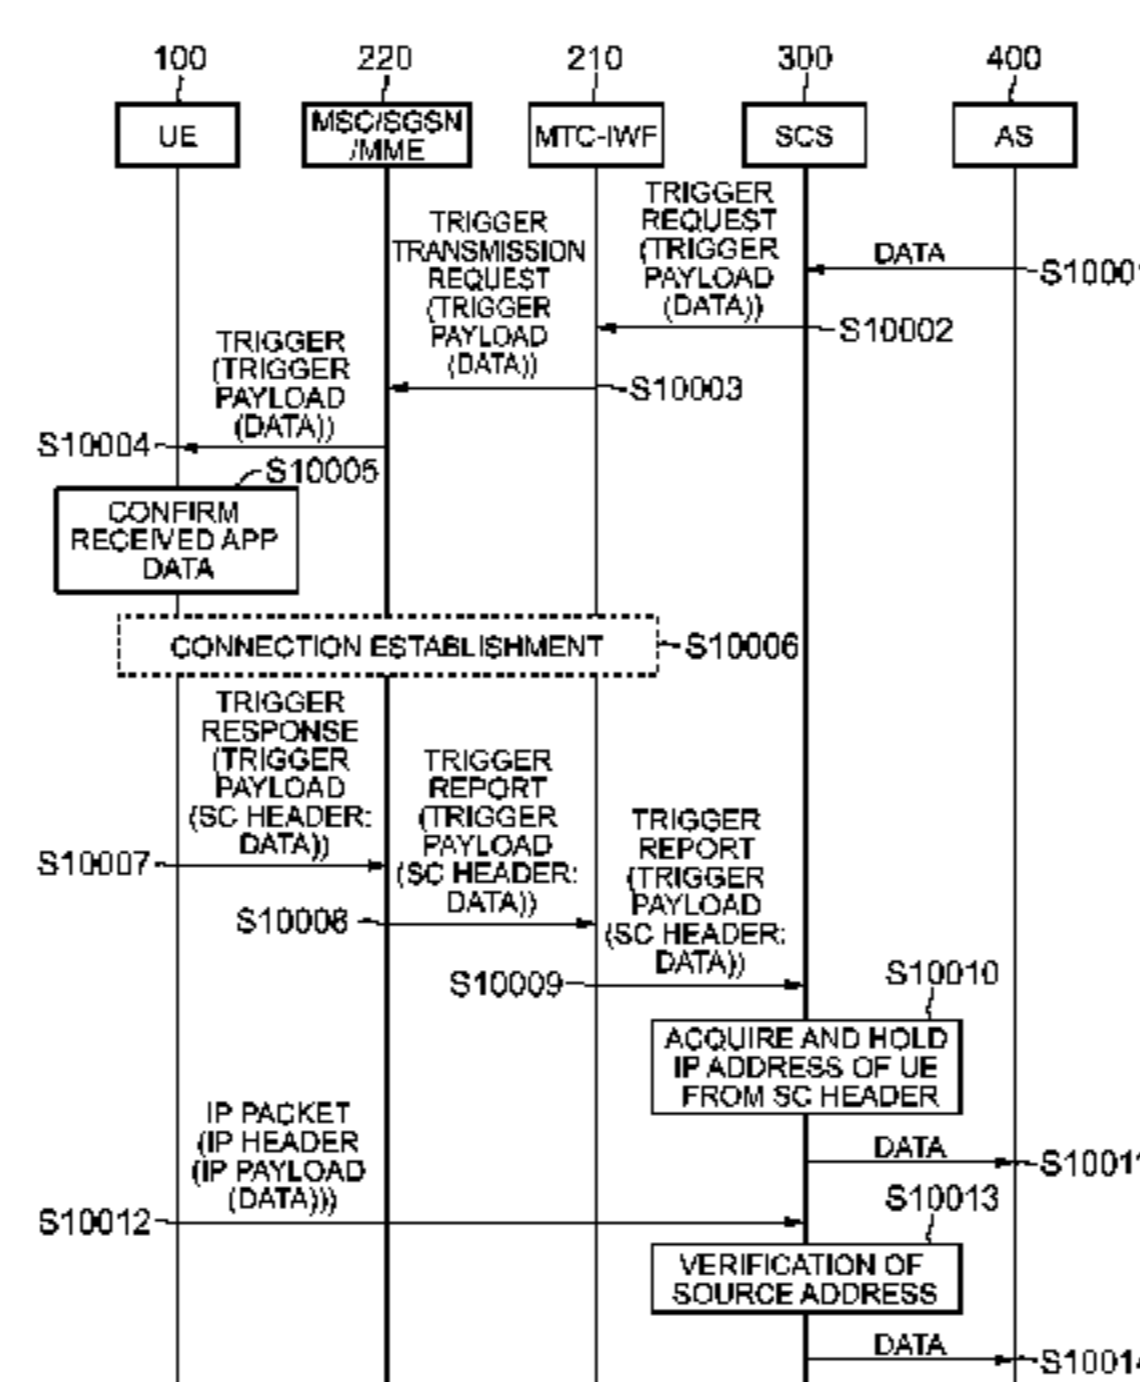 100
220
210
300
400
UE
MSC/SGSN
/MME
MTC-IWF
SCS
AS
TRIGGER
REQUEST
(TRIGGER
PAYLOAD
(DATA))
DATA
S1000
S10002
TRIGGER
TRANSMISSION
REQUEST
(TRIGGER
PAYLOAD
(DATA))
S10003
TRIGGER
(TRIGGER
PAYLOAD
(DATA))
S10004
S10005
CONFIRM
RECEIVED APP
DATA
CONNECTION ESTABLISHMENT
S10006
TRIGGER
RESPONSE
(TRIGGER
PAYLOAD
(SC HEADER:
DATA))
S10007
TRIGGER
REPORT
(TRIGGER
PAYLOAD
(SC HEADER:
DATA))
TRIGGER
REPORT
(TRIGGER
PAYLOAD
(SC HEADER:
DATA))
S10009
S10010
ACQUIRE AND HOLD
IP ADDRESS OF UE
FROM SC HEADER
DATA
S10011
IP PACKET
(IP HEADER
(IP PAYLOAD
(DATA)))
S10012
S10013
VERIFICATION OF
SOURCE ADDRESS
DATA
S10014